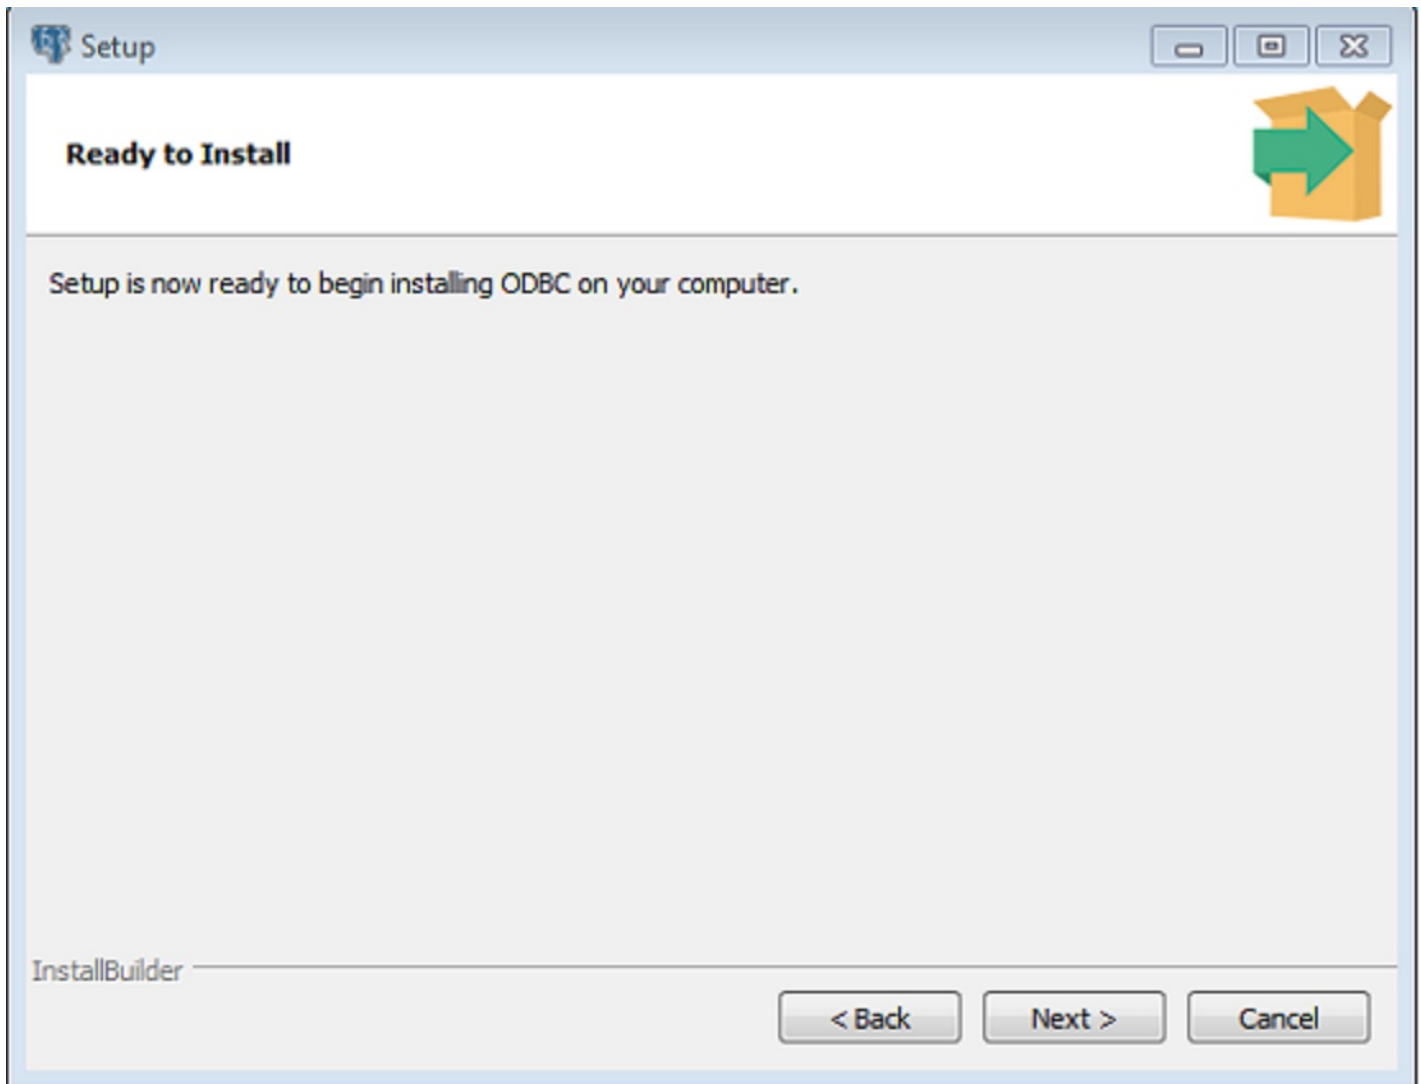 Setup
Ready to Install
Setup is now ready to begin installing ODBC on your computer.
InstallBuilder
< Back Next > Cancel